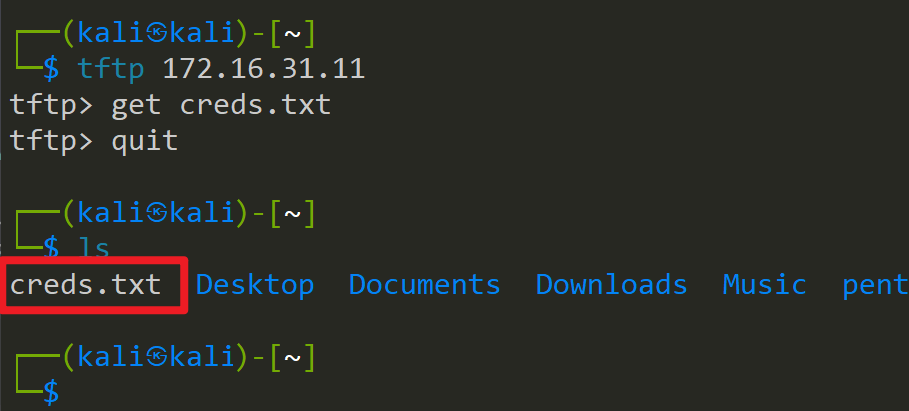 ┌──(kali㉿kali)-[~]
└─$ tftp 172.16.31.11
tftp> get creds.txt
tftp> quit
┌──(kali㉿kali)-[~]
└─$ ls
creds.txt Desktop Documents Downloads Music pent
┌──(kali㉿kali)-[~]
└─$